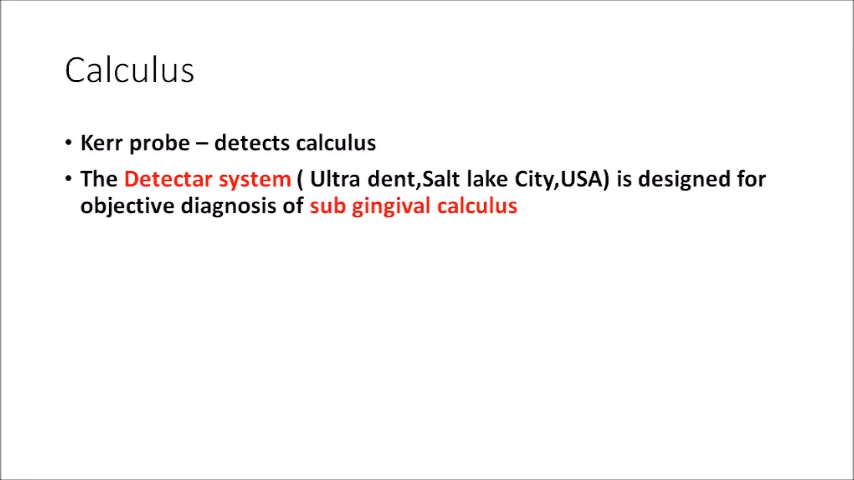 Calculus
• Kerr probe – detects calculus
• The Detectar system ( Ultra dent,Salt lake City,USA) is designed for
objective diagnosis of sub gingival calculus